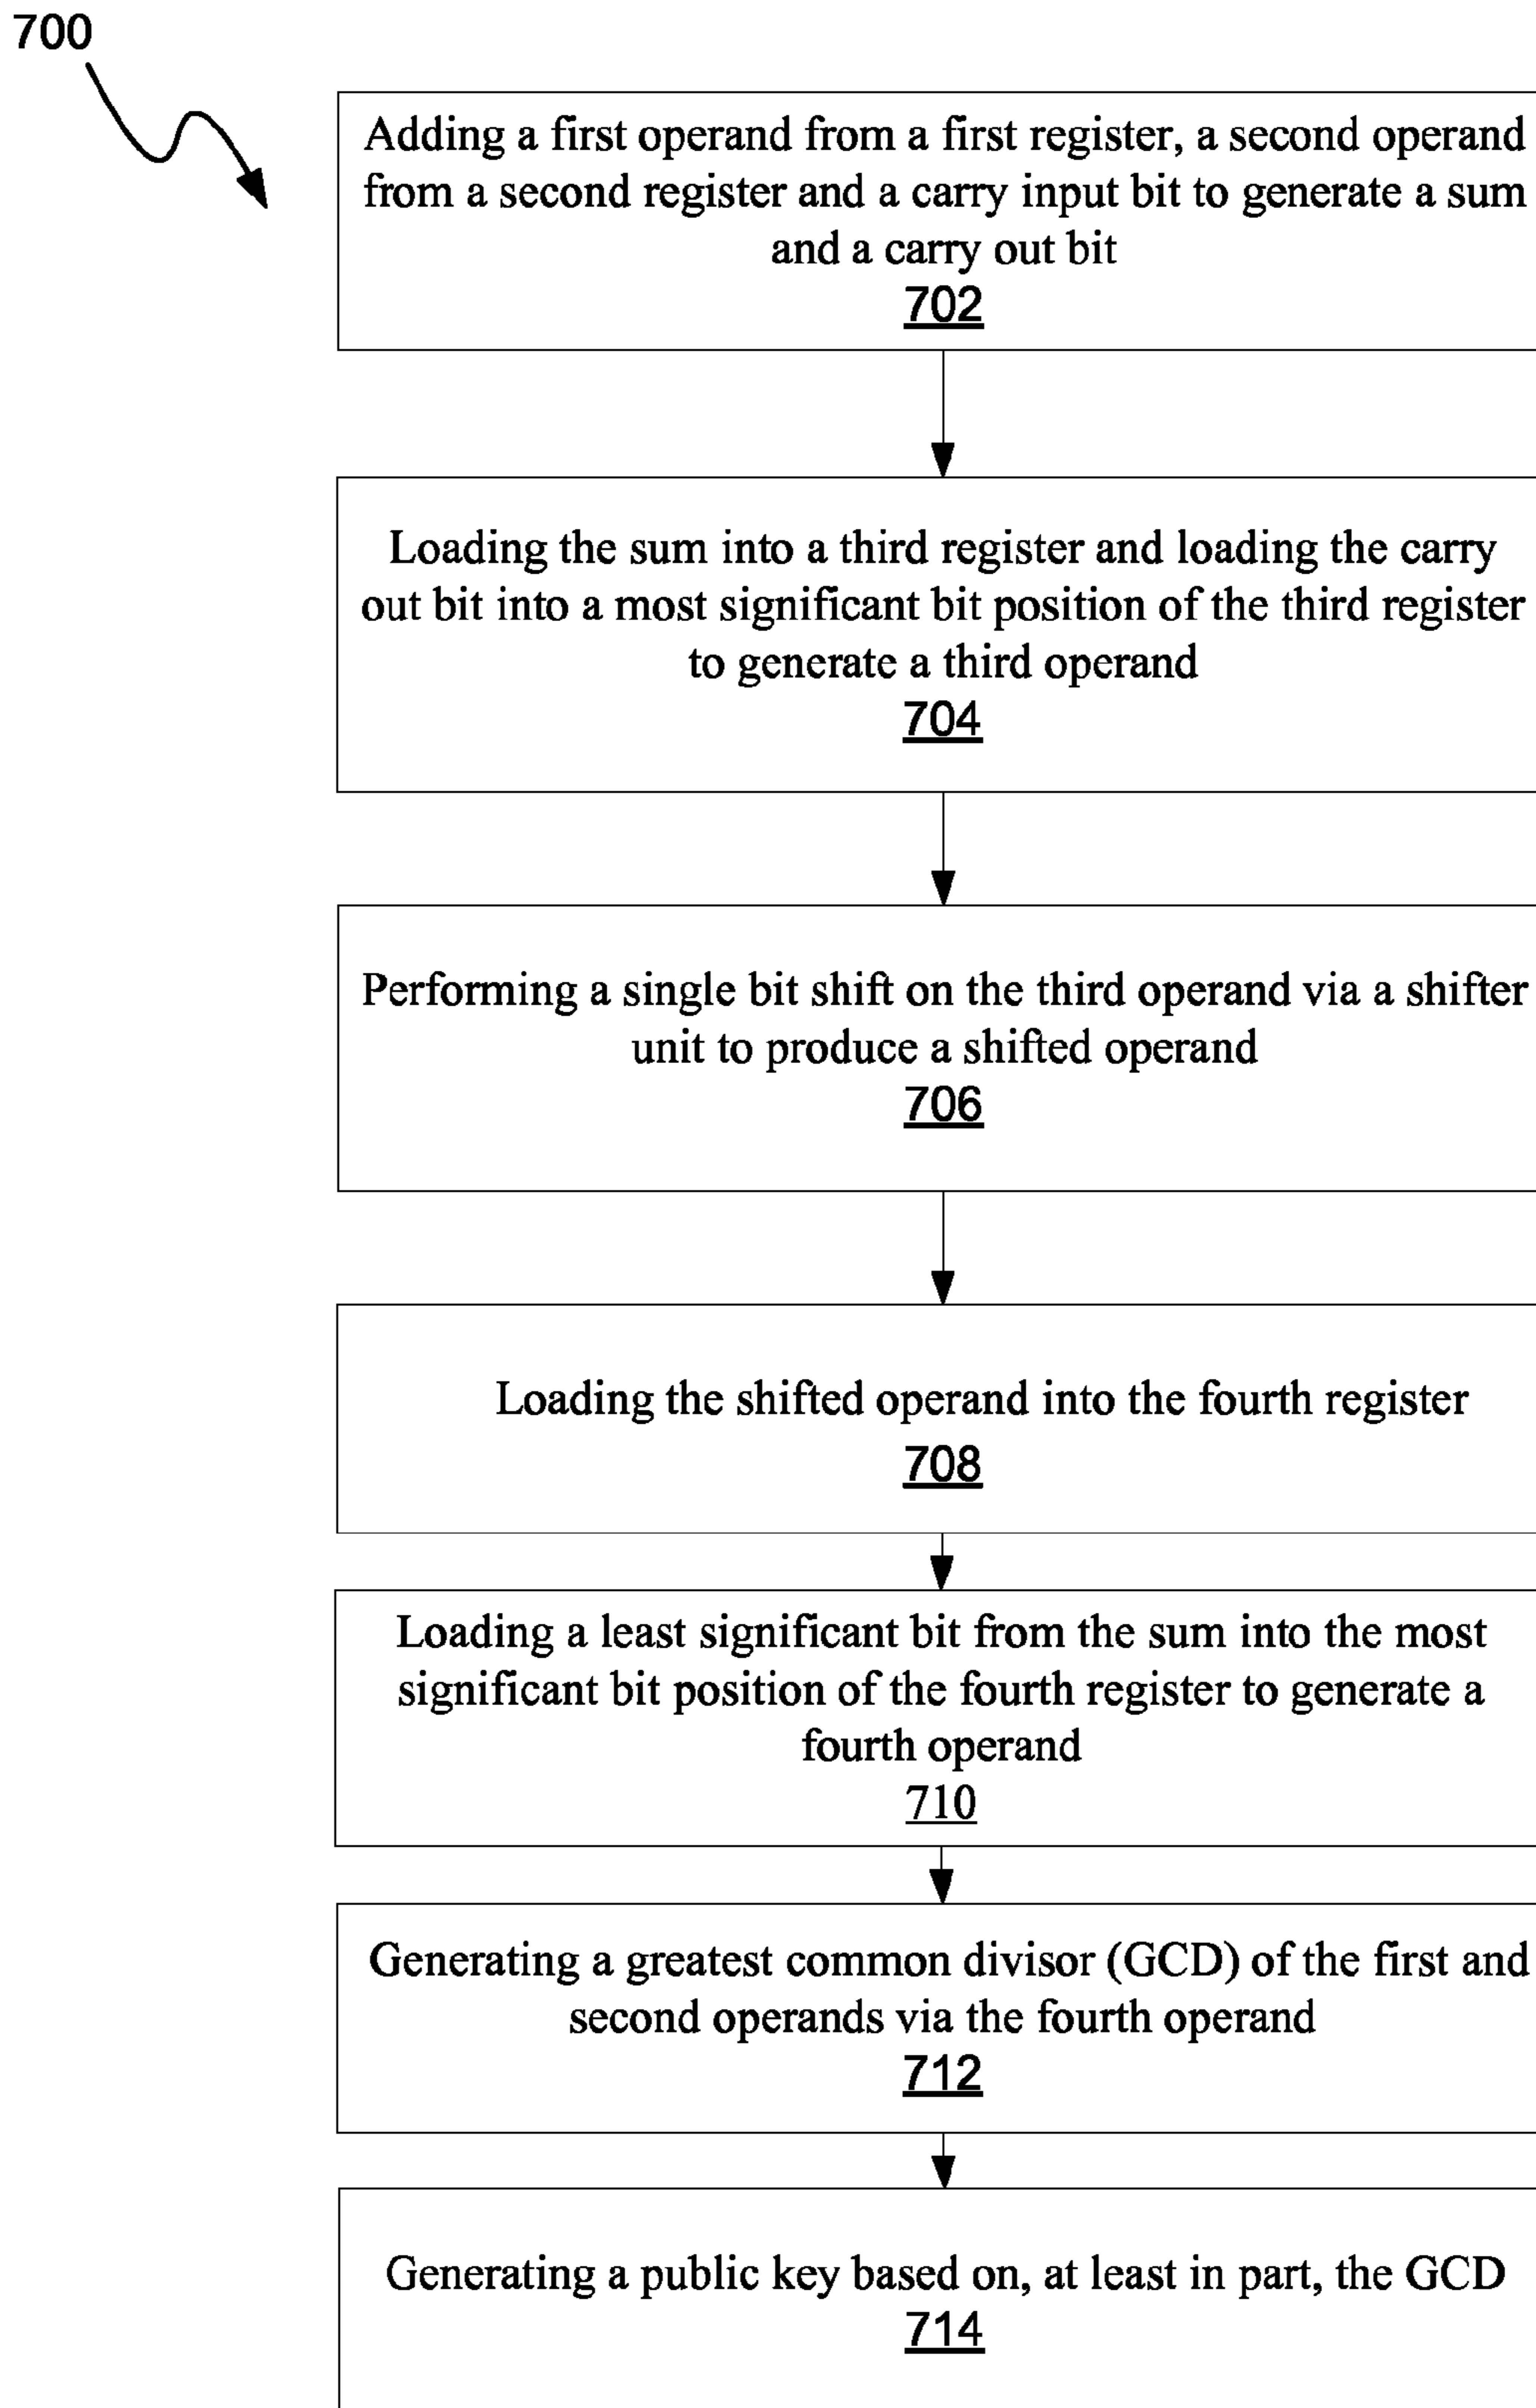 700
Adding a first operand from a first register, a second operand
from a second register and a carry input bit to generate a sum
and a carry out bit
702
Loading the sum into a third register and loading the carry
out bit into a most significant bit position of the third register
to generate a third operand
704
Performing a single bit shift on the third operand via a shifter
unit to produce a shifted operand
706
Loading the shifted operand into the fourth register
708
Loading a least significant bit from the sum into the most
significant bit position of the fourth register to generate a
fourth operand
710
Generating a greatest common divisor (GCD) of the first and
second operands via the fourth operand
712
Generating a public key based on, at least in part, the GCD
714